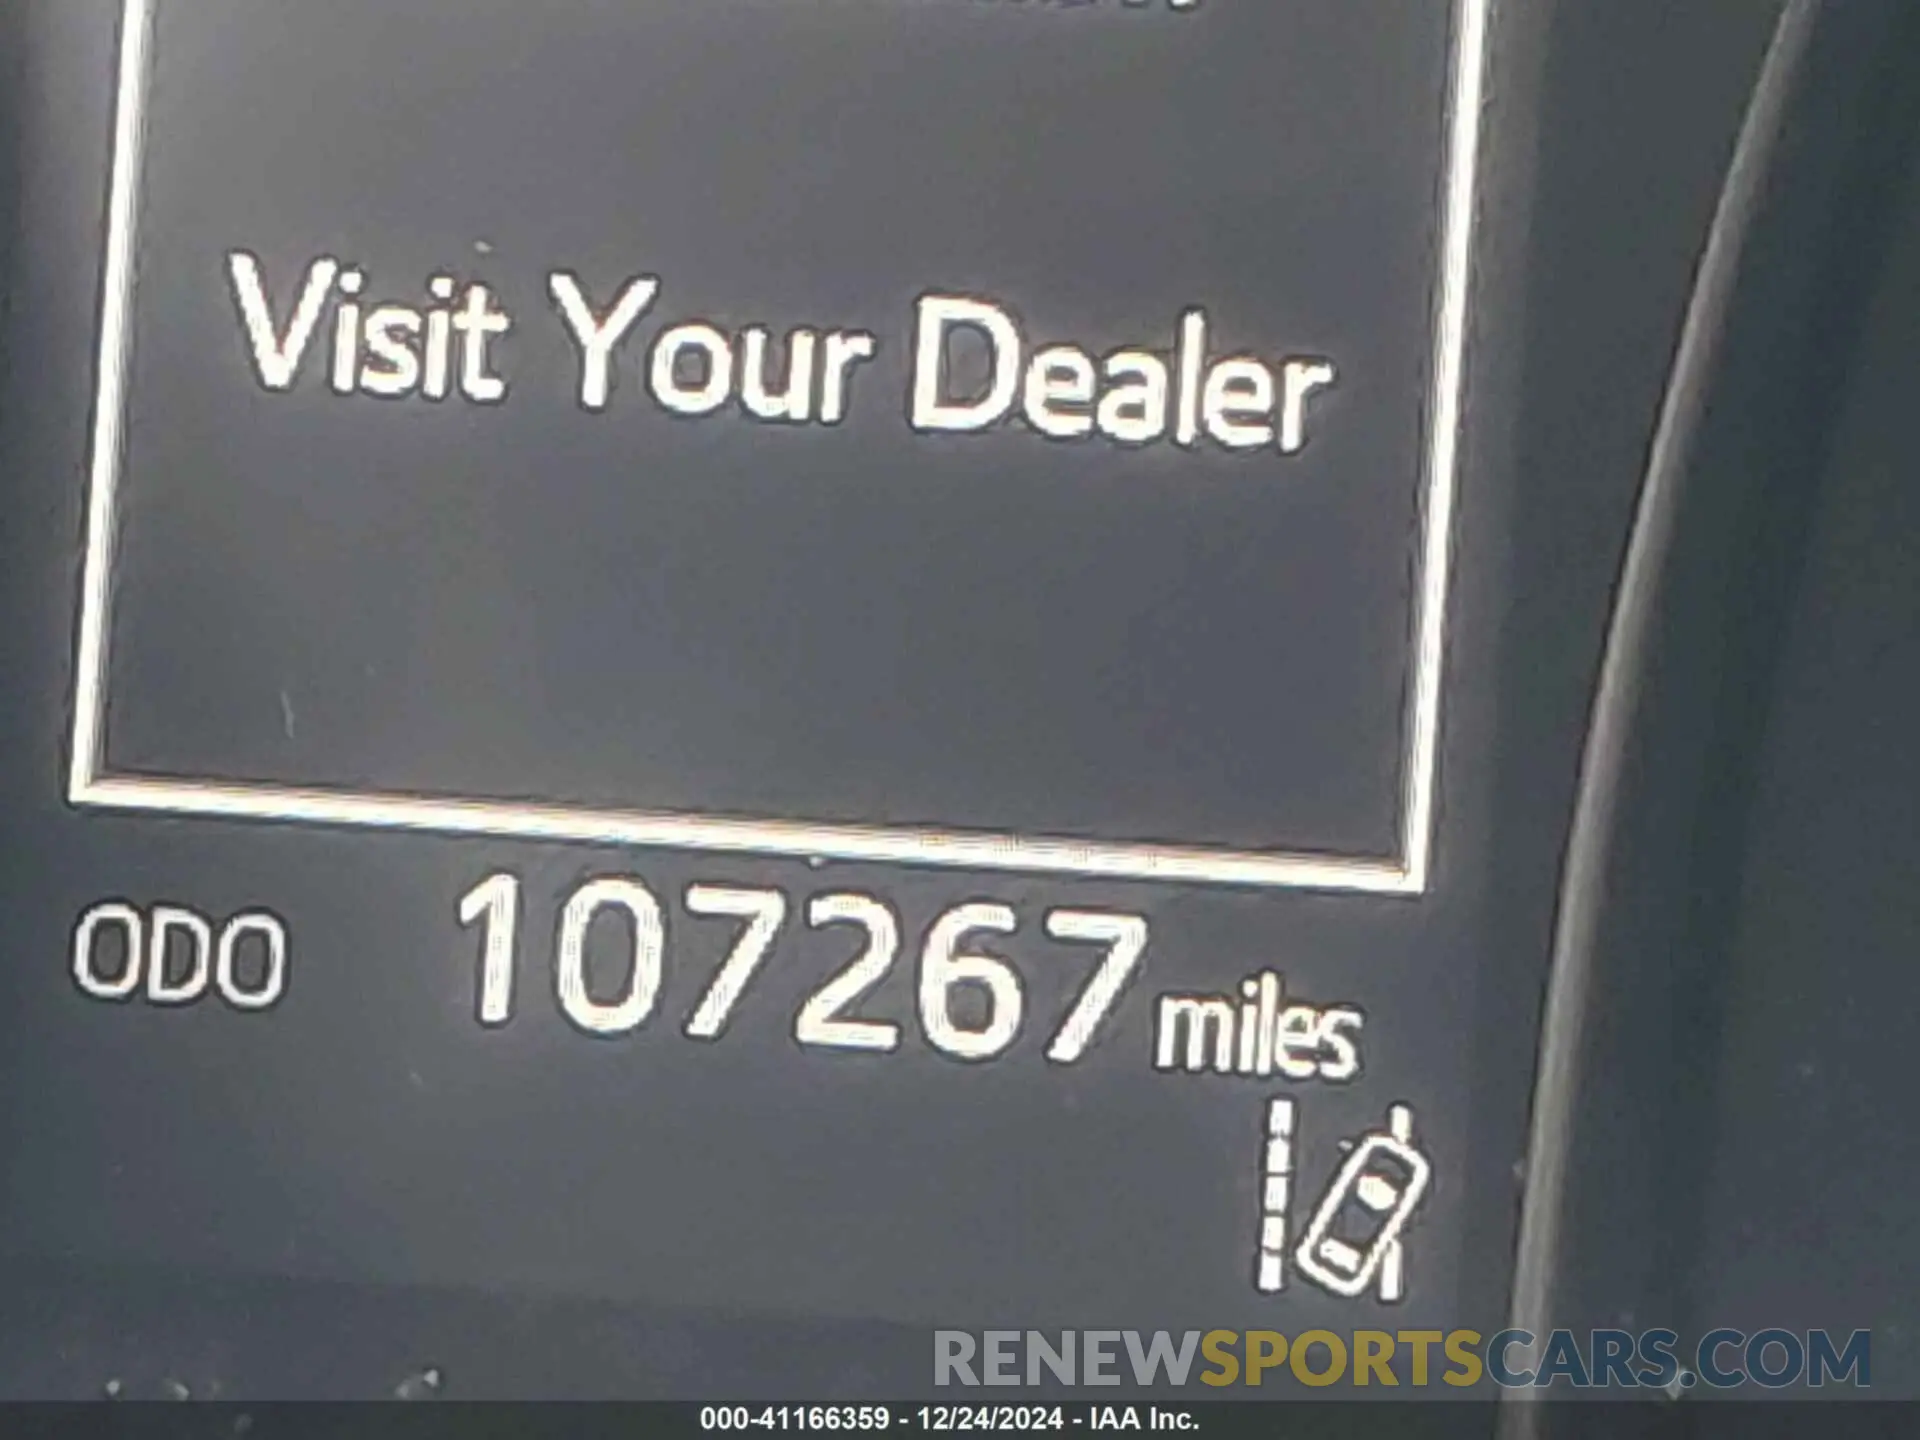 Visit Your Dealer
ODO 107267 miles
RENEWSPORTSCARS.COM
000-41166359 - 12/24/2024 - IAA Inc.